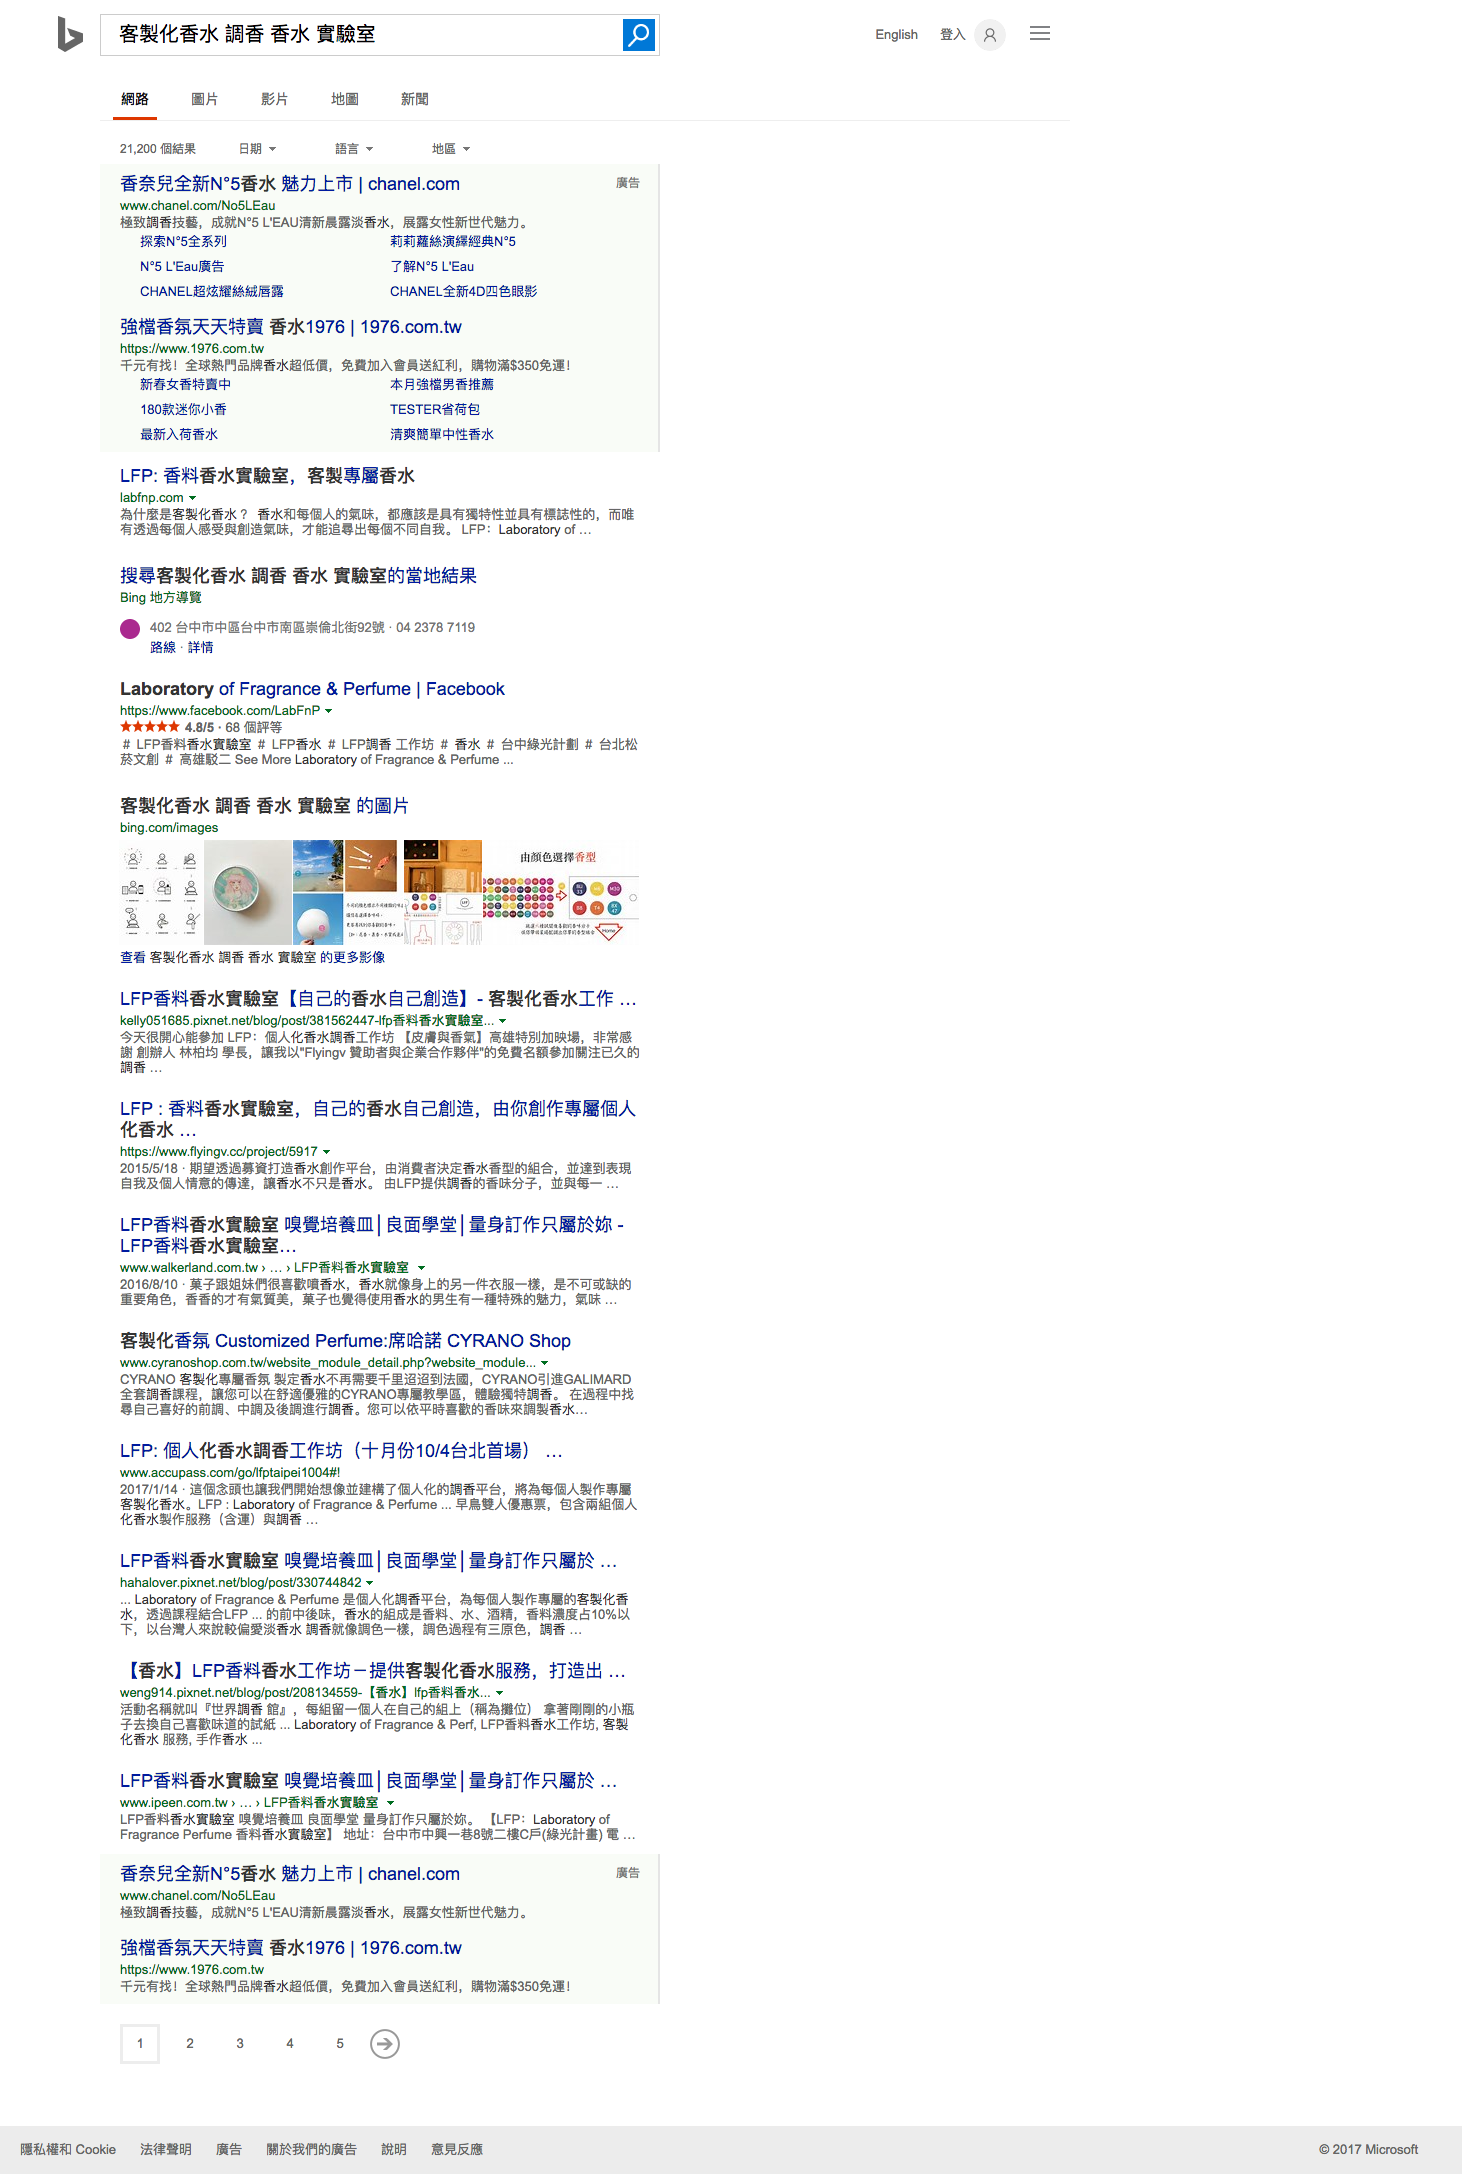 客製化香水 調香 香水 實驗室
English 登入
網路 圖片 影片 地圖 新聞
21,200 個結果 日期 語言 地區
香奈兒全新N°5香水 魅力上市 | chanel.com 廣告
www.chanel.com/No5LEau
極致調香技藝，成就N°5 L'EAU清新晨露淡香水，展露女性新世代魅力。
探索N°5全系列 莉莉蘿絲演繹經典N°5
N°5 L'Eau廣告 了解N°5 L'Eau
CHANEL超炫耀絲絨唇露 CHANEL全新4D四色眼影
強檔香氛天天特賣 香水1976 | 1976.com.tw
https://www.1976.com.tw
千元有找！全球熱門品牌香水超低價，免費加入會員送紅利，購物滿$350免運！
新春女香特賣中 本月強檔男香推薦
180款迷你小香 TESTER省荷包
最新入荷香水 清爽簡單中性香水
LFP: 香料香水實驗室，客製專屬香水
labfnp.com
為什麼是客製化香水？ 香水和每個人的氣味，都應該是具有獨特性並具有標誌性的，而唯
有透過每個人感受與創造氣味，才能追尋出每個不同自我。 LFP：Laboratory of …
搜尋客製化香水 調香 香水 實驗室的當地結果
Bing 地方導覽
402 台中市中區台中市南區崇倫北街92號 · 04 2378 7119
路線 · 詳情
Laboratory of Fragrance & Perfume | Facebook
https://www.facebook.com/LabFnP
4.8/5 · 68 個評等
# LFP香料香水實驗室 # LFP香水 # LFP調香 工作坊 # 香水 # 台中綠光計劃 # 台北松
菸文創 # 高雄駁二 See More Laboratory of Fragrance & Perfume ...
客製化香水 調香 香水 實驗室 的圖片
bing.com/images
由顏色選擇香型
Home
查看 客製化香水 調香 香水 實驗室 的更多影像
LFP香料香水實驗室【自己的香水自己創造】- 客製化香水工作 …
kelly051685.pixnet.net/blog/post/381562447-lfp香料香水實驗室...
今天很開心能參加 LFP：個人化香水調香工作坊 【皮膚與香氣】高雄特別加映場，非常感
謝 創辦人 林柏均 學長，讓我以"Flyingv 贊助者與企業合作夥伴"的免費名額參加關注已久的
調香 …
LFP : 香料香水實驗室，自己的香水自己創造，由你創作專屬個人
化香水 …
https://www.flyingv.cc/project/5917
2015/5/18 · 期望透過募資打造香水創作平台，由消費者決定香水香型的組合，並達到表現
自我及個人情意的傳達，讓香水不只是香水。 由LFP提供調香的香味分子，並與每一 …
LFP香料香水實驗室 嗅覺培養皿│良面學堂│量身訂作只屬於妳 -
LFP香料香水實驗室…
www.walkerland.com.tw › … › LFP香料香水實驗室
2016/8/10 · 菓子跟姐妹們很喜歡噴香水，香水就像身上的另一件衣服一樣，是不可或缺的
重要角色，香香的才有氣質美，菓子也覺得使用香水的男生有一種特殊的魅力，氣味 …
客製化香氛 Customized Perfume:席哈諾 CYRANO Shop
www.cyranoshop.com.tw/website_module_detail.php?website_module...
CYRANO 客製化專屬香氛 製定香水不再需要千里迢迢到法國，CYRANO引進GALIMARD
全套調香課程，讓您可以在舒適優雅的CYRANO專屬教學區，體驗獨特調香。 在過程中找
尋自己喜好的前調、中調及後調進行調香。您可以依平時喜歡的香味來調製香水…
LFP: 個人化香水調香工作坊（十月份10/4台北首場） …
www.accupass.com/go/lfptaipei1004#!
2017/1/14 · 這個念頭也讓我們開始想像並建構了個人化的調香平台，將為每個人製作專屬
客製化香水。LFP : Laboratory of Fragrance & Perfume ... 早鳥雙人優惠票，包含兩組個人
化香水製作服務（含運）與調香 …
LFP香料香水實驗室 嗅覺培養皿│良面學堂│量身訂作只屬於 …
hahalover.pixnet.net/blog/post/330744842
... Laboratory of Fragrance & Perfume 是個人化調香平台，為每個人製作專屬的客製化香
水，透過課程結合LFP ... 的前中後味，香水的組成是香料、水、酒精，香料濃度占10%以
下，以台灣人來說較偏愛淡香水 調香就像調色一樣，調色過程有三原色，調香 …
【香水】LFP香料香水工作坊－提供客製化香水服務，打造出 …
weng914.pixnet.net/blog/post/208134559-【香水】lfp香料香水...
活動名稱就叫『世界調香 館』，每組留一個人在自己的組上（稱為攤位） 拿著剛剛的小瓶
子去換自己喜歡味道的試紙 ... Laboratory of Fragrance & Perf, LFP香料香水工作坊, 客製
化香水 服務, 手作香水 ...
LFP香料香水實驗室 嗅覺培養皿│良面學堂│量身訂作只屬於 …
www.ipeen.com.tw › … › LFP香料香水實驗室
LFP香料香水實驗室 嗅覺培養皿 良面學堂 量身訂作只屬於妳。 【LFP：Laboratory of
Fragrance Perfume 香料香水實驗室】 地址：台中市中興一巷8號二樓C戶(綠光計畫) 電 …
香奈兒全新N°5香水 魅力上市 | chanel.com 廣告
www.chanel.com/No5LEau
極致調香技藝，成就N°5 L'EAU清新晨露淡香水，展露女性新世代魅力。
強檔香氛天天特賣 香水1976 | 1976.com.tw
https://www.1976.com.tw
千元有找！全球熱門品牌香水超低價，免費加入會員送紅利，購物滿$350免運！
1 2 3 4 5
隱私權和 Cookie 法律聲明 廣告 關於我們的廣告 說明 意見反應 © 2017 Microsoft